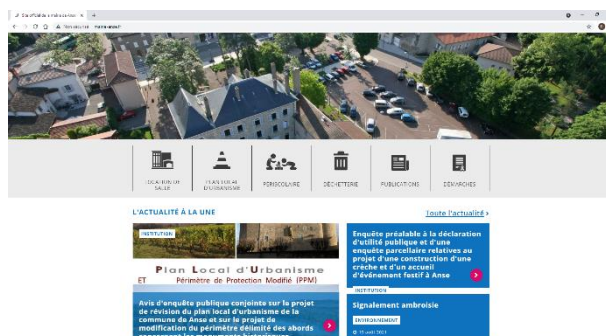 LOCATION DE
SALLE
PLAN LOCAL
D'URBANISME
PÉRISCOLAIRE
DÉCHETTERIE
PUBLICATIONS
DÉMARCHES
L'ACTUALITÉ À LA UNE
Toute l'actualité >
INSTITUTION
Plan Local d'Urbanisme
ET Périmètre de Protection Modifié (PPM)
Avis d'enquête publique conjointe sur le projet
de révision du plan local d'urbanisme de la
commune de Anse et sur le projet de
modification du périmètre délimité des abords
Enquête préalable à la déclaration
d'utilité publique et d'une
enquête parcellaire relatives au
projet d'une construction d'une
crèche et d'un accueil
d'événement festif à Anse
INSTITUTION
Signalement ambroisie
ENVIRONNEMENT